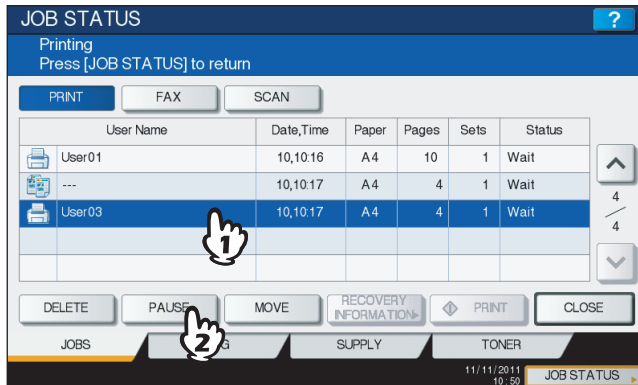 JOB STATUS ?
Printing
Press [JOB STATUS] to return
PRINT FAX SCAN
User Name Date,Time Paper Pages Sets Status
User01 10,10:16 A4 10 1 Wait
--- 10,10:17 A4 4 1 Wait
User03 10,10:17 A4 4 1 Wait
1
4
4
DELETE PAUSE MOVE RECOVERY INFORMATION PRINT CLOSE
2
JOBS G SUPPLY TONER
11/11/2011
10:50 JOB STATUS